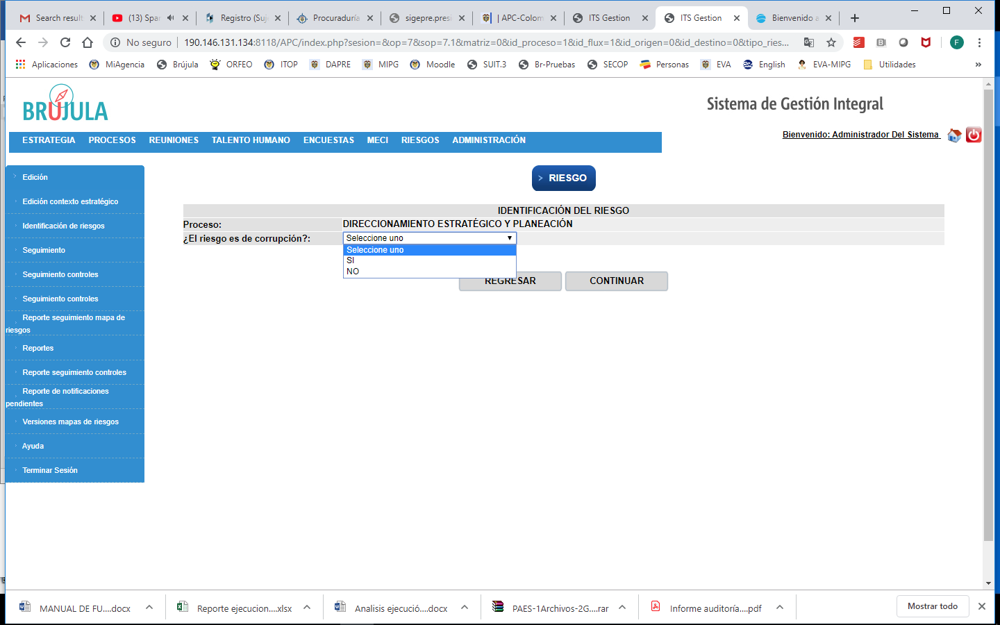 Search result
(13) Spar
Registro (Suj
Procuraduría
sigepre.presi
| APC-Colom
ITS Gestion
ITS Gestion
Bienvenido a
No seguro
190.146.131.134:8118/APC/index.php?sesion=&op=7&sop=7.1&matriz=0&id_proceso=1&id_flux=1&id_origen=0&id_destino=0&tipo_ries...
F
Aplicaciones
MiAgencia
Brújula
ORFEO
ITOP
DAPRE
MIPG
Moodle
SUIT.3
Br-Pruebas
SECOP
Personas
EVA
English
EVA-MIPG
Utilidades
»
BRÚJULA
Sistema de Gestión Integral
Bienvenido: Administrador Del Sistema
ESTRATEGIA PROCESOS REUNIONES TALENTO HUMANO ENCUESTAS MECI RIESGOS ADMINISTRACIÓN
Edición
Edición contexto estratégico
Identificación de riesgos
Seguimiento
Seguimiento controles
Seguimiento controles
Reporte seguimiento mapa de
riesgos
Reportes
Reporte seguimiento controles
Reporte de notificaciones
pendientes
Versiones mapas de riesgos
Ayuda
Terminar Sesión
> RIESGO
IDENTIFICACIÓN DEL RIESGO
Proceso: DIRECCIONAMIENTO ESTRATÉGICO Y PLANEACIÓN
¿El riesgo es de corrupción?: Seleccione uno
Seleccione uno
SI
NO
REGRESAR CONTINUAR
MANUAL DE FU....docx
Reporte ejecucion....xlsx
Analisis ejecució....docx
PAES-1Archivos-2G....rar
Informe auditoría....pdf
Mostrar todo